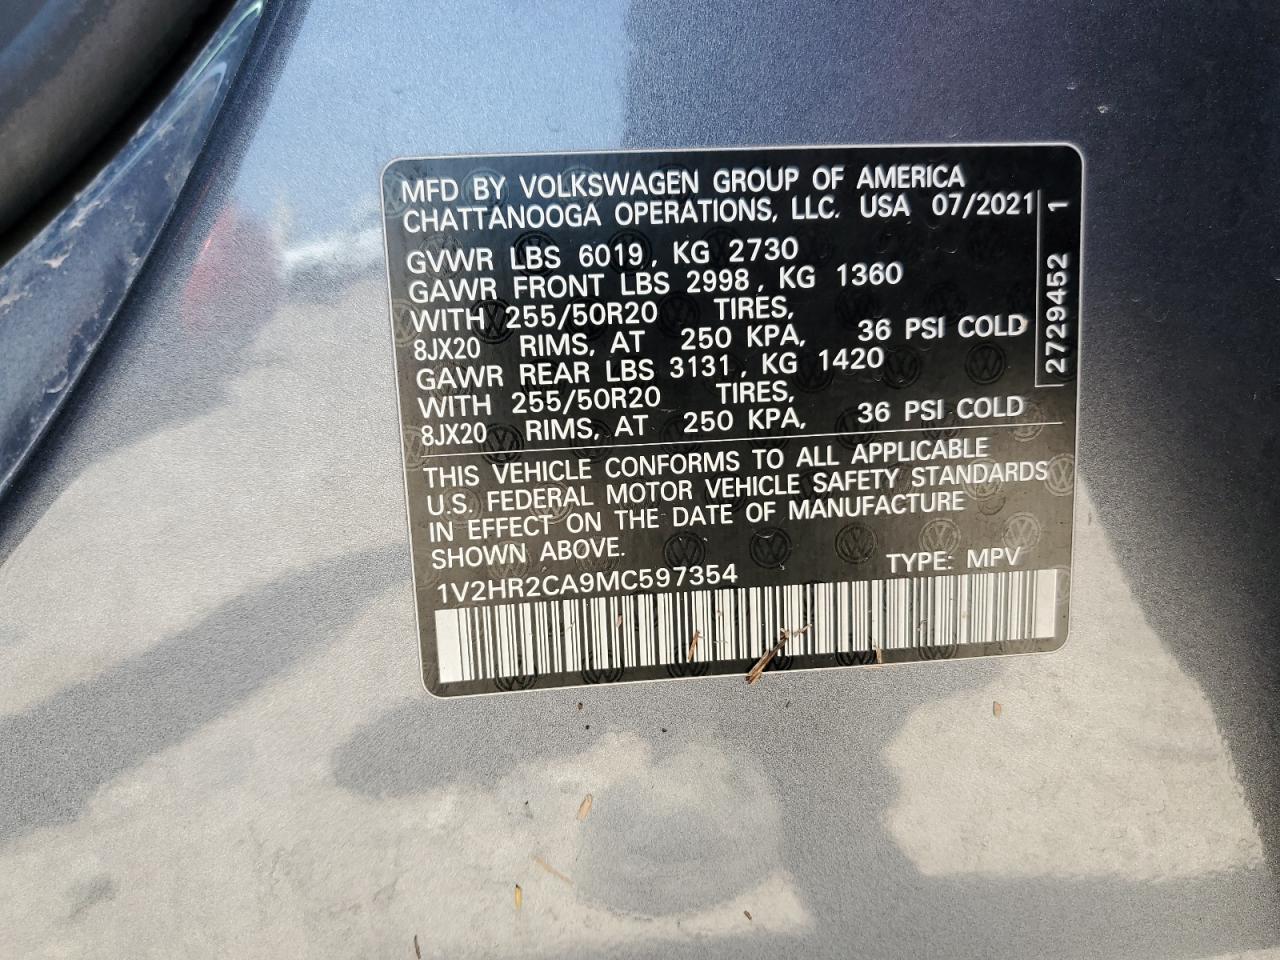 MFD BY VOLKSWAGEN GROUP OF AMERICA
CHATTANOOGA OPERATIONS, LLC. USA 07/2021
GVWR LBS 6019, KG 2730
GAWR FRONT LBS 2998, KG 1360
WITH 255/50R20 TIRES,
8JX20 RIMS, AT 250 KPA, 36 PSI COLD
GAWR REAR LBS 3131, KG 1420
WITH 255/50R20 TIRES,
8JX20 RIMS, AT 250 KPA, 36 PSI COLD
2729452 1
THIS VEHICLE CONFORMS TO ALL APPLICABLE
U.S. FEDERAL MOTOR VEHICLE SAFETY STANDARDS
IN EFFECT ON THE DATE OF MANUFACTURE
SHOWN ABOVE.
1V2HR2CA9MC597354 TYPE: MPV